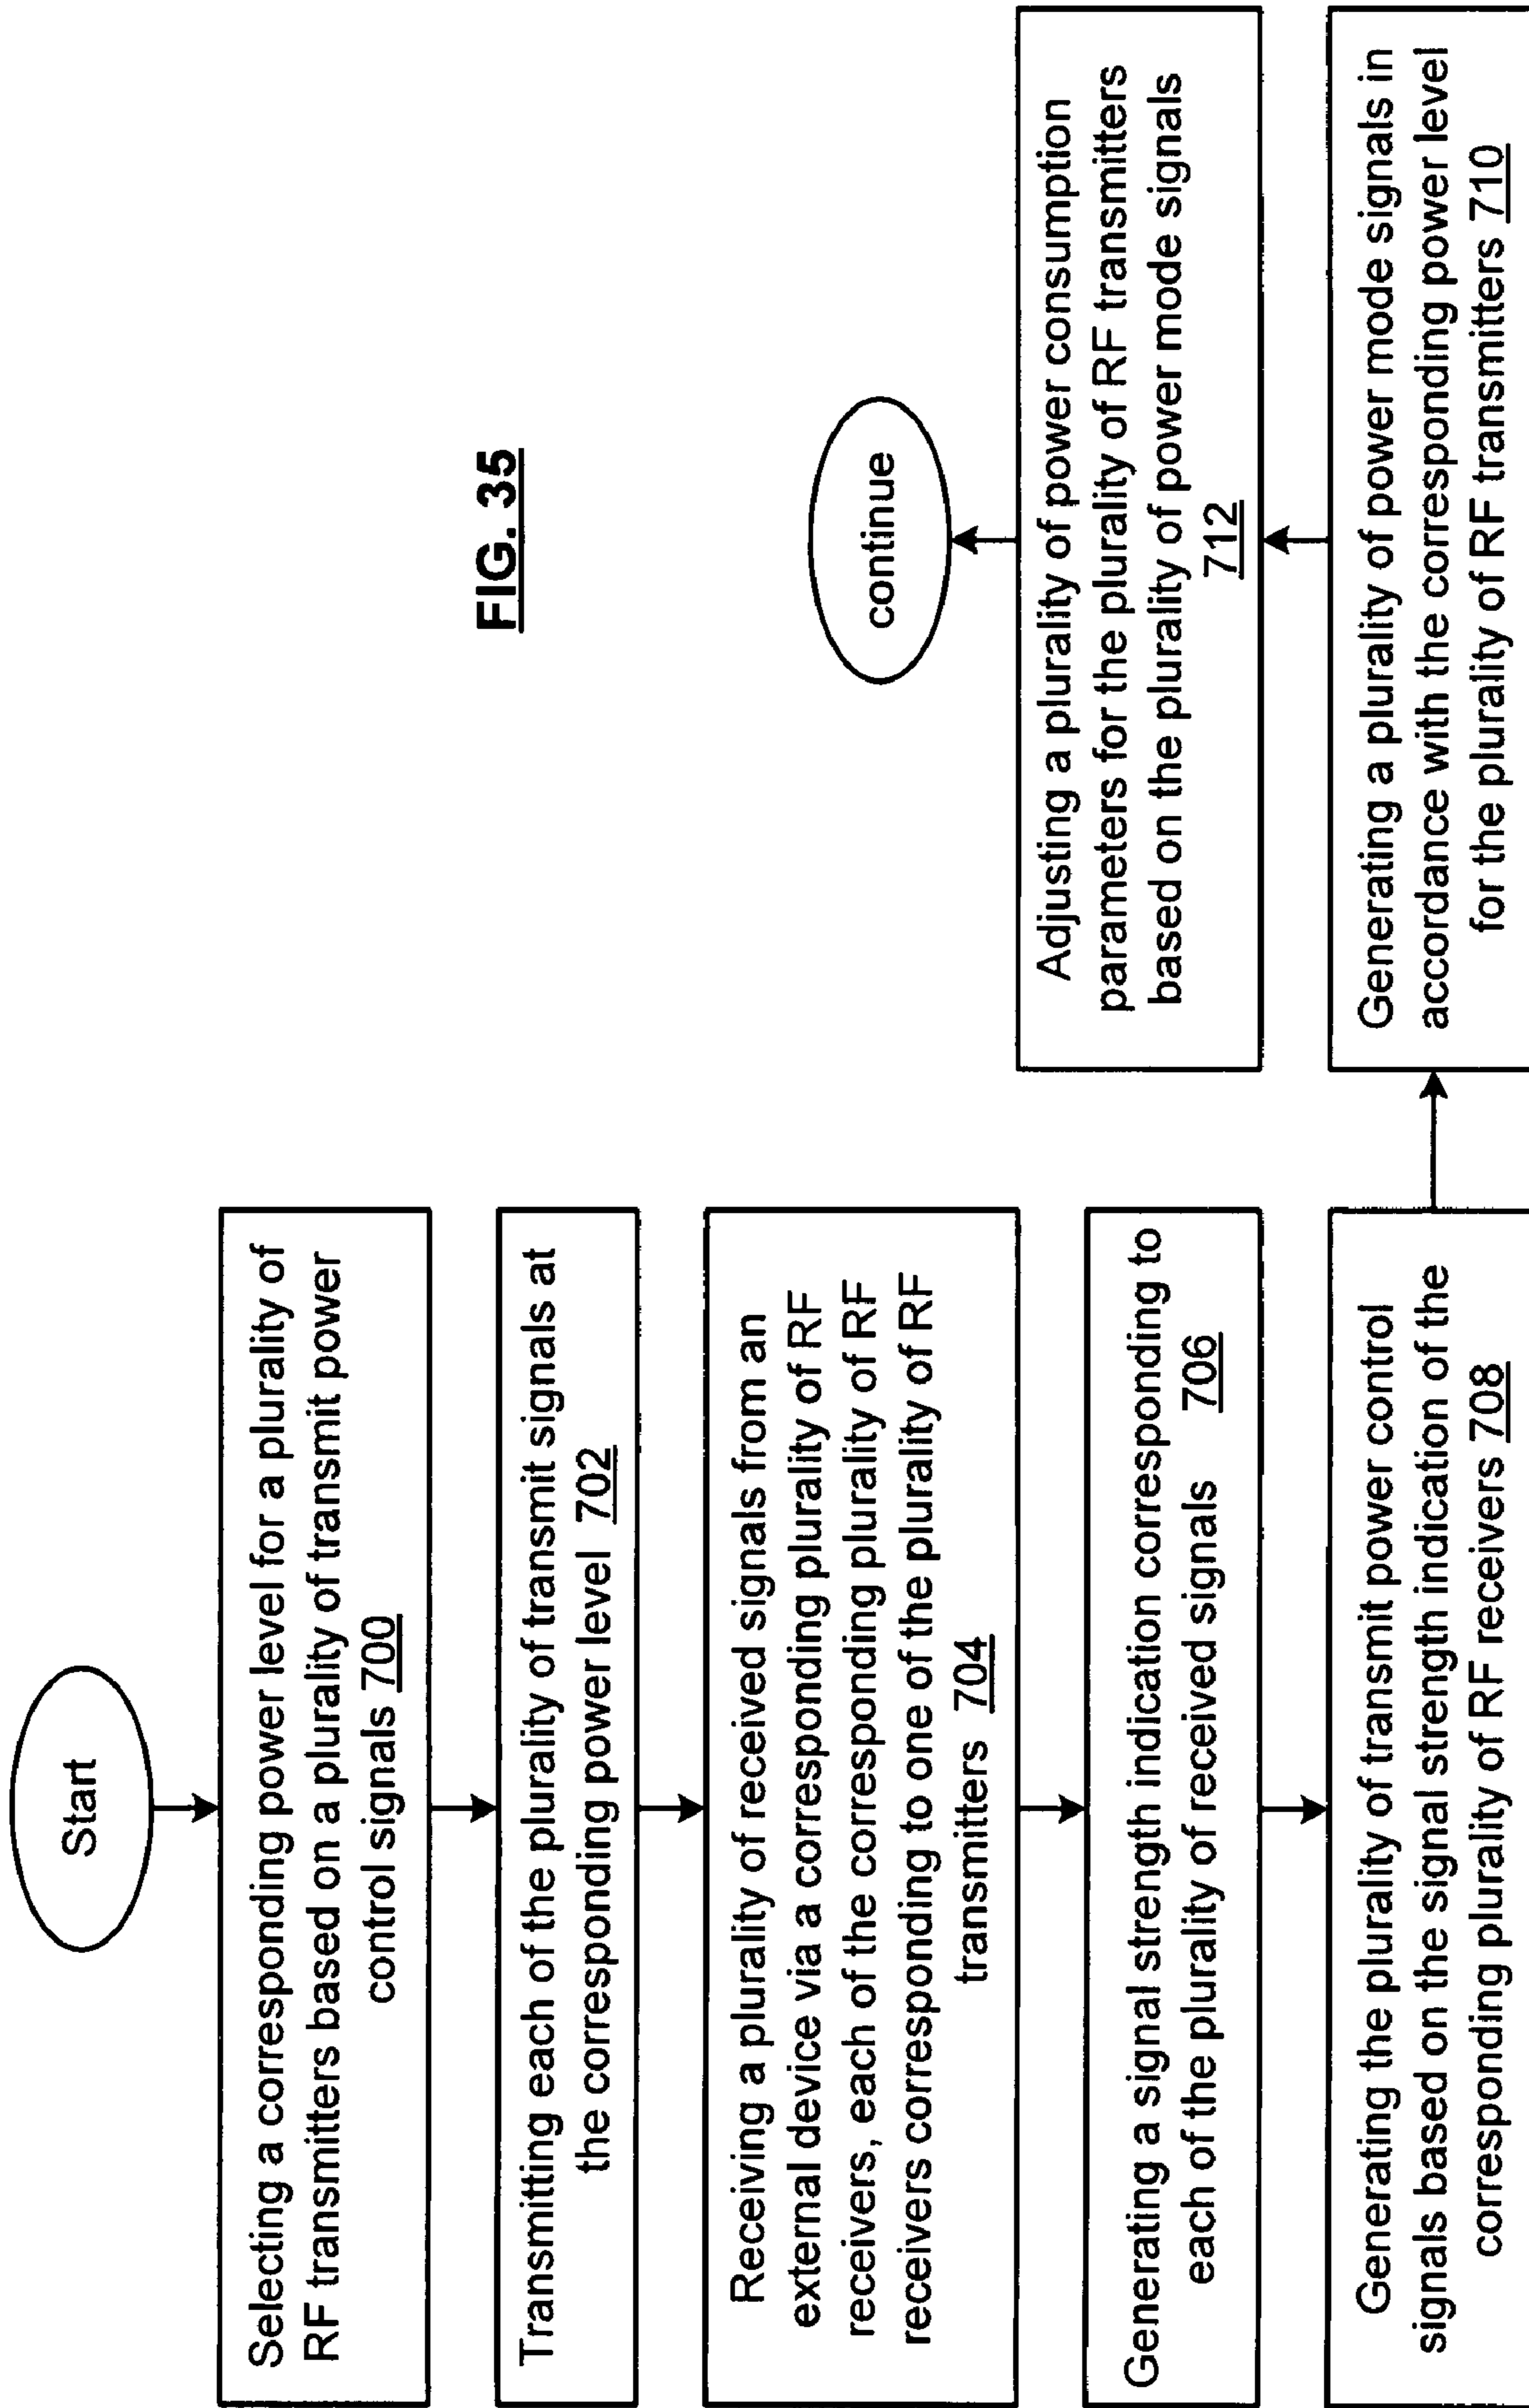 Start
Selecting a corresponding power level for a plurality of
RF transmitters based on a plurality of transmit power
control signals 700
Transmitting each of the plurality of transmit signals at
the corresponding power level 702
Receiving a plurality of received signals from an
external device via a corresponding plurality of RF
receivers, each of the corresponding plurality of RF
receivers corresponding to one of the plurality of RF
transmitters 704
Generating a signal strength indication corresponding to
each of the plurality of received signals 706
Generating the plurality of transmit power control
signals based on the signal strength indication of the
corresponding plurality of RF receivers 708
Generating a plurality of power mode signals in
accordance with the corresponding power level
for the plurality of RF transmitters 710
Adjusting a plurality of power consumption
parameters for the plurality of RF transmitters
based on the plurality of power mode signals
712
continue
FIG. 35